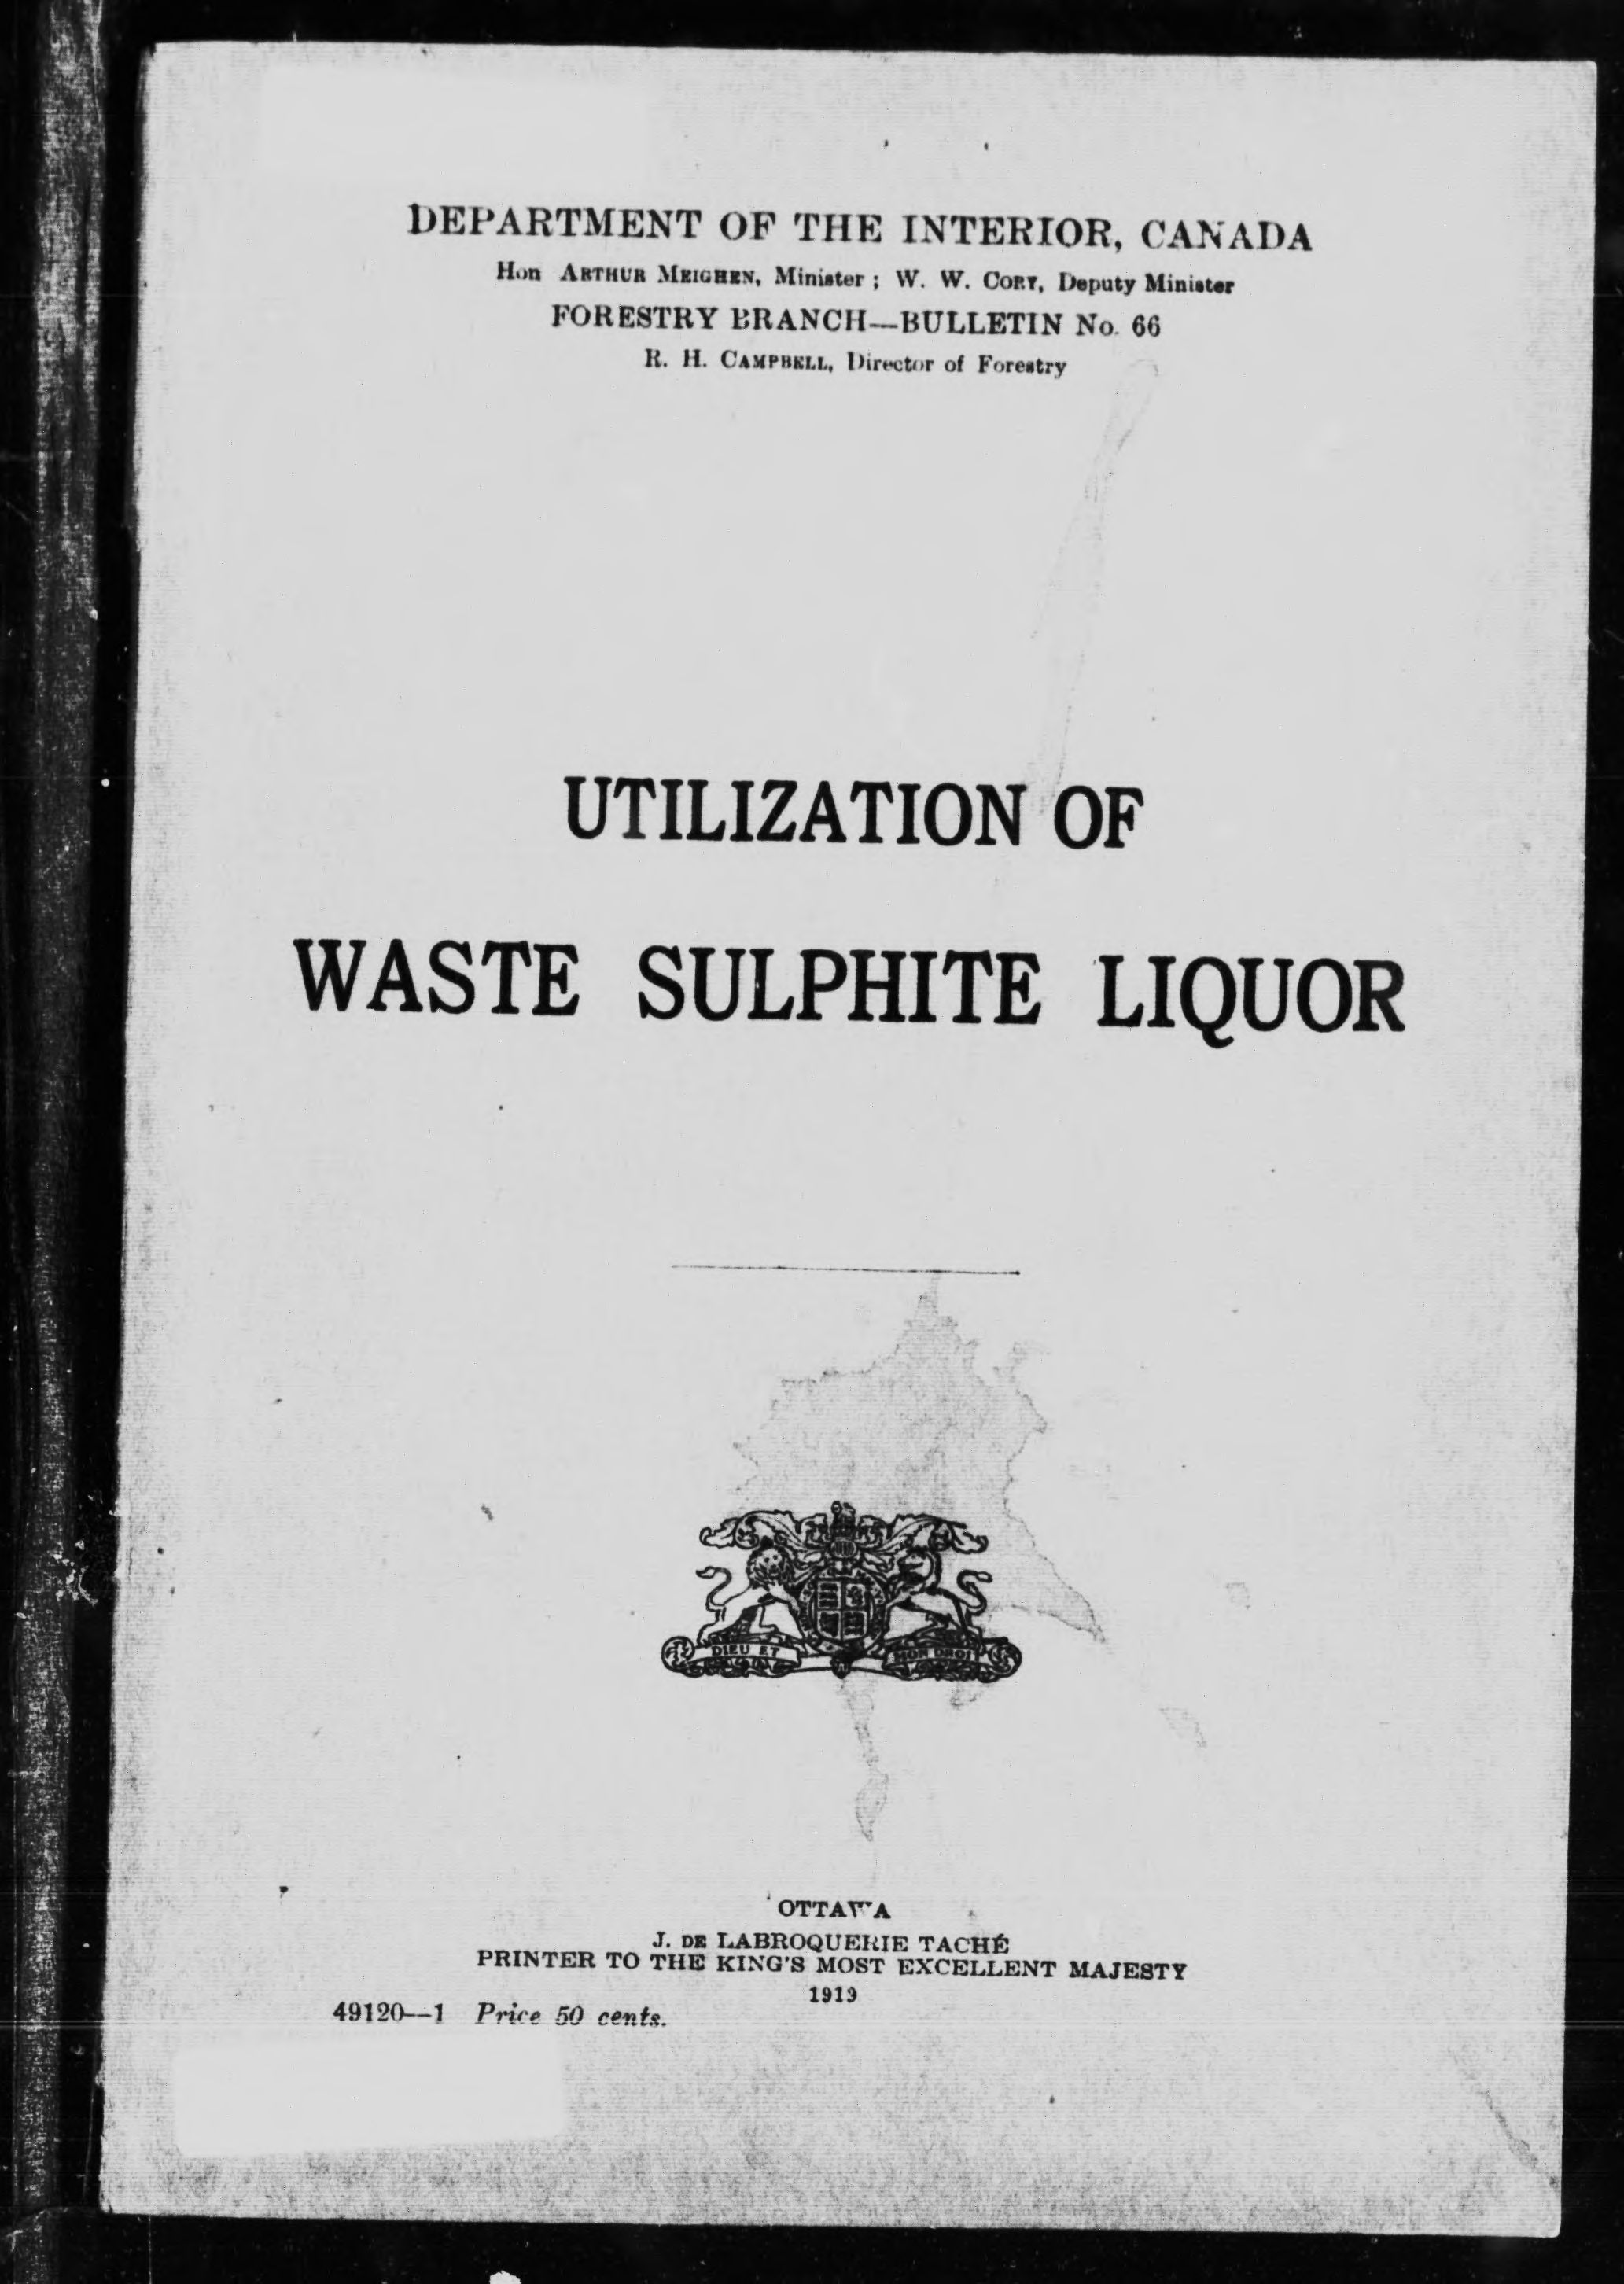 DEPARTMENT OF THE INTERIOR, CANADA
Hon ARTHUR MEIGHEN, Minister ; W. W. CORY, Deputy Minister
FORESTRY BRANCH—BULLETIN No. 66
R. H. CAMPBELL, Director of Forestry
UTILIZATION OF
WASTE SULPHITE LIQUOR
DIEU ET MON DROIT
OTTAWA
J. DE LABROQUERIE TACHÉ
PRINTER TO THE KING'S MOST EXCELLENT MAJESTY
1919
49120—1 Price 50 cents.